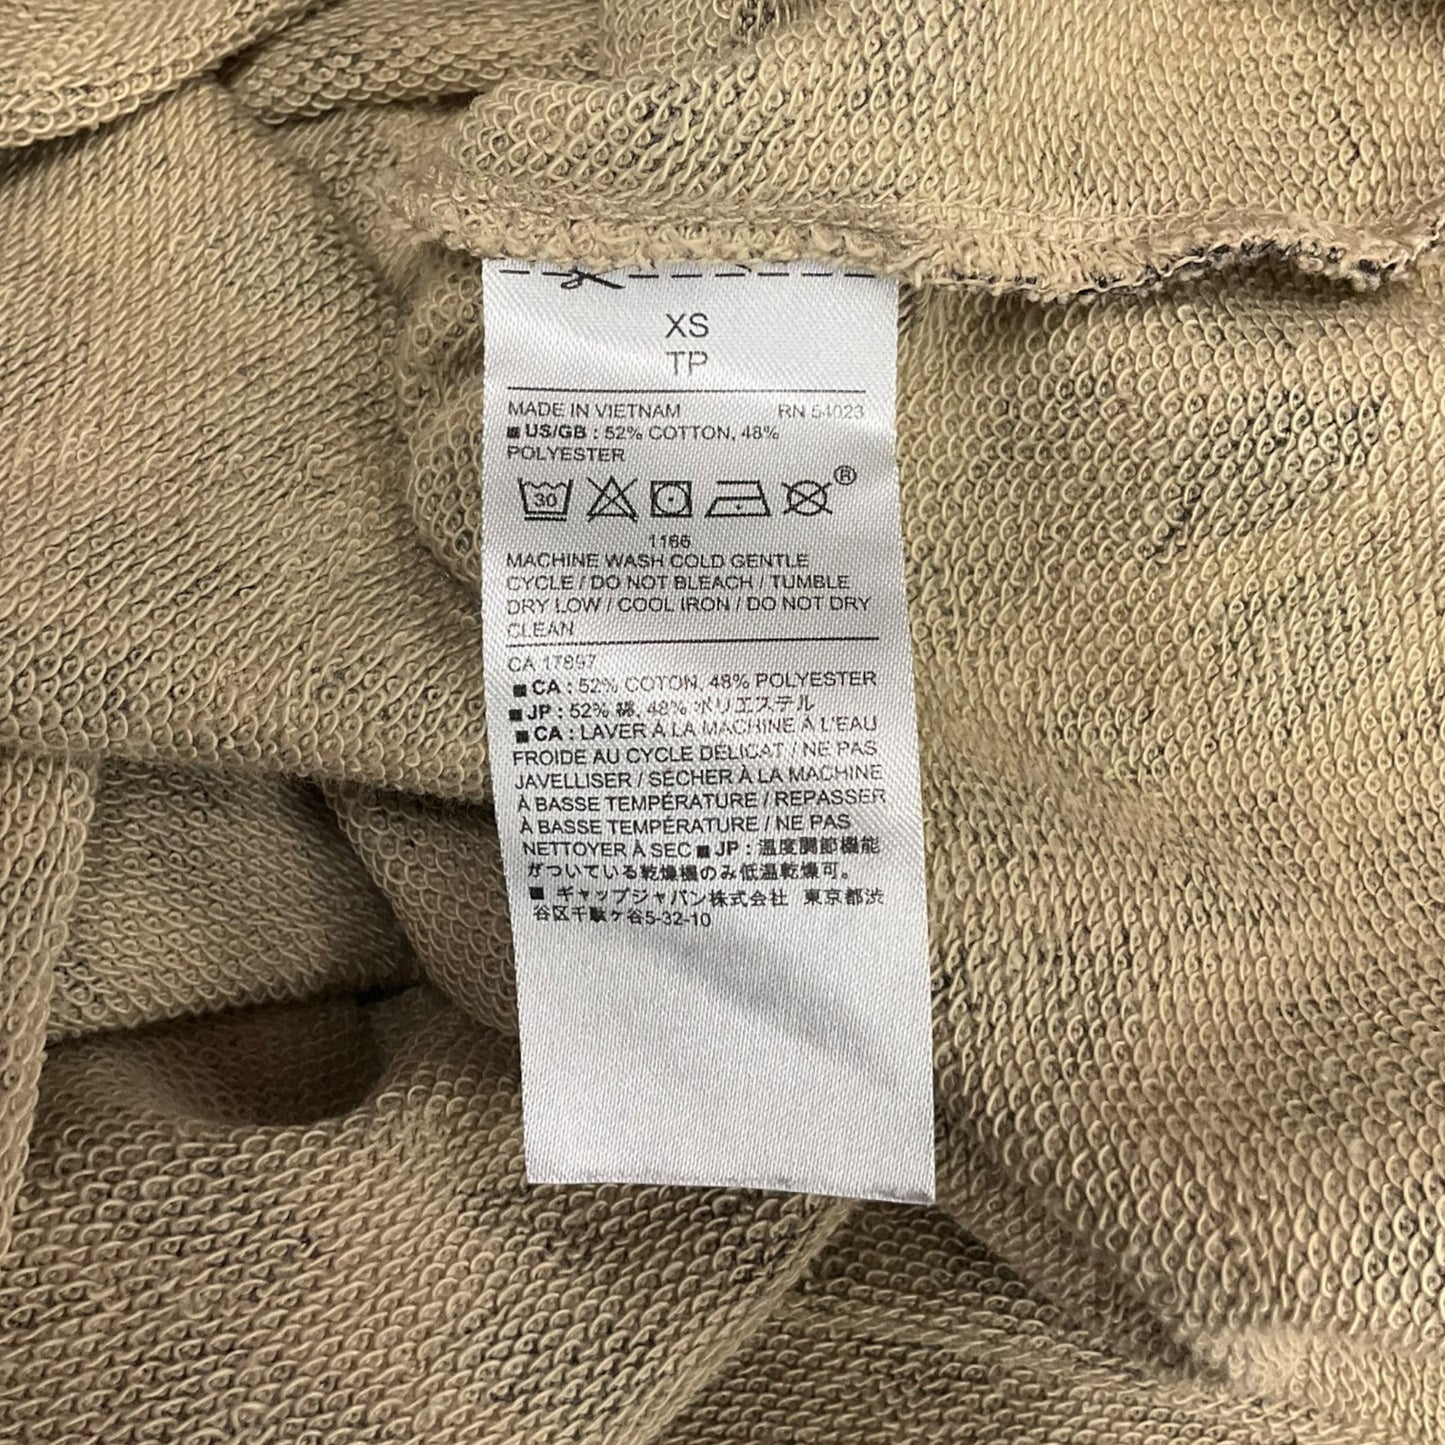 XS
TP
MADE IN VIETNAM RN 54023
■ US/GB : 52% COTTON, 48%
POLYESTER
30 ®
1166
MACHINE WASH COLD GENTLE
CYCLE / DO NOT BLEACH / TUMBLE
DRY LOW / COOL IRON / DO NOT DRY
CLEAN
CA 17897
■ CA : 52% COTON, 48% POLYESTER
■ JP : 52% 綿, 48% ポリエステル
■ CA : LAVER À LA MACHINE À L'EAU
FROIDE AU CYCLE DÉLICAT / NE PAS
JAVELLISER / SÉCHER À LA MACHINE
À BASSE TEMPÉRATURE / REPASSER
À BASSE TEMPÉRATURE / NE PAS
NETTOYER À SEC ■ JP : 温度調節機能
がついている乾燥機のみ低温乾燥可。
■ ギャップジャパン株式会社 東京都渋
谷区千駄ヶ谷5-32-10